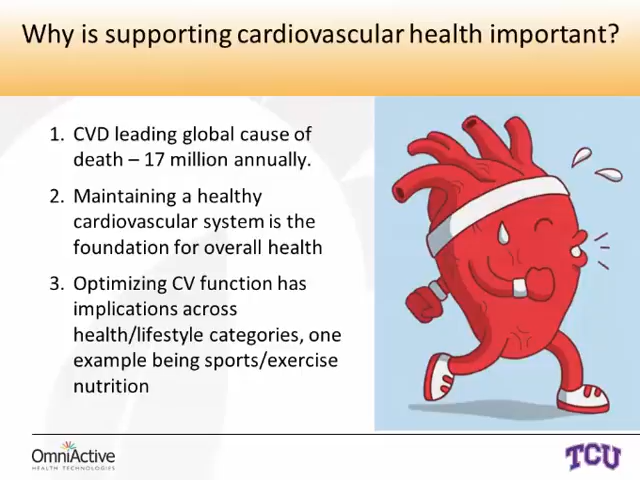 Why is supporting cardiovascular health important?
1. CVD leading global cause of
death – 17 million annually.
2. Maintaining a healthy
cardiovascular system is the
foundation for overall health
3. Optimizing CV function has
implications across
health/lifestyle categories, one
example being sports/exercise
nutrition
OmniActive
HEALTH TECHNOLOGIES
TCU